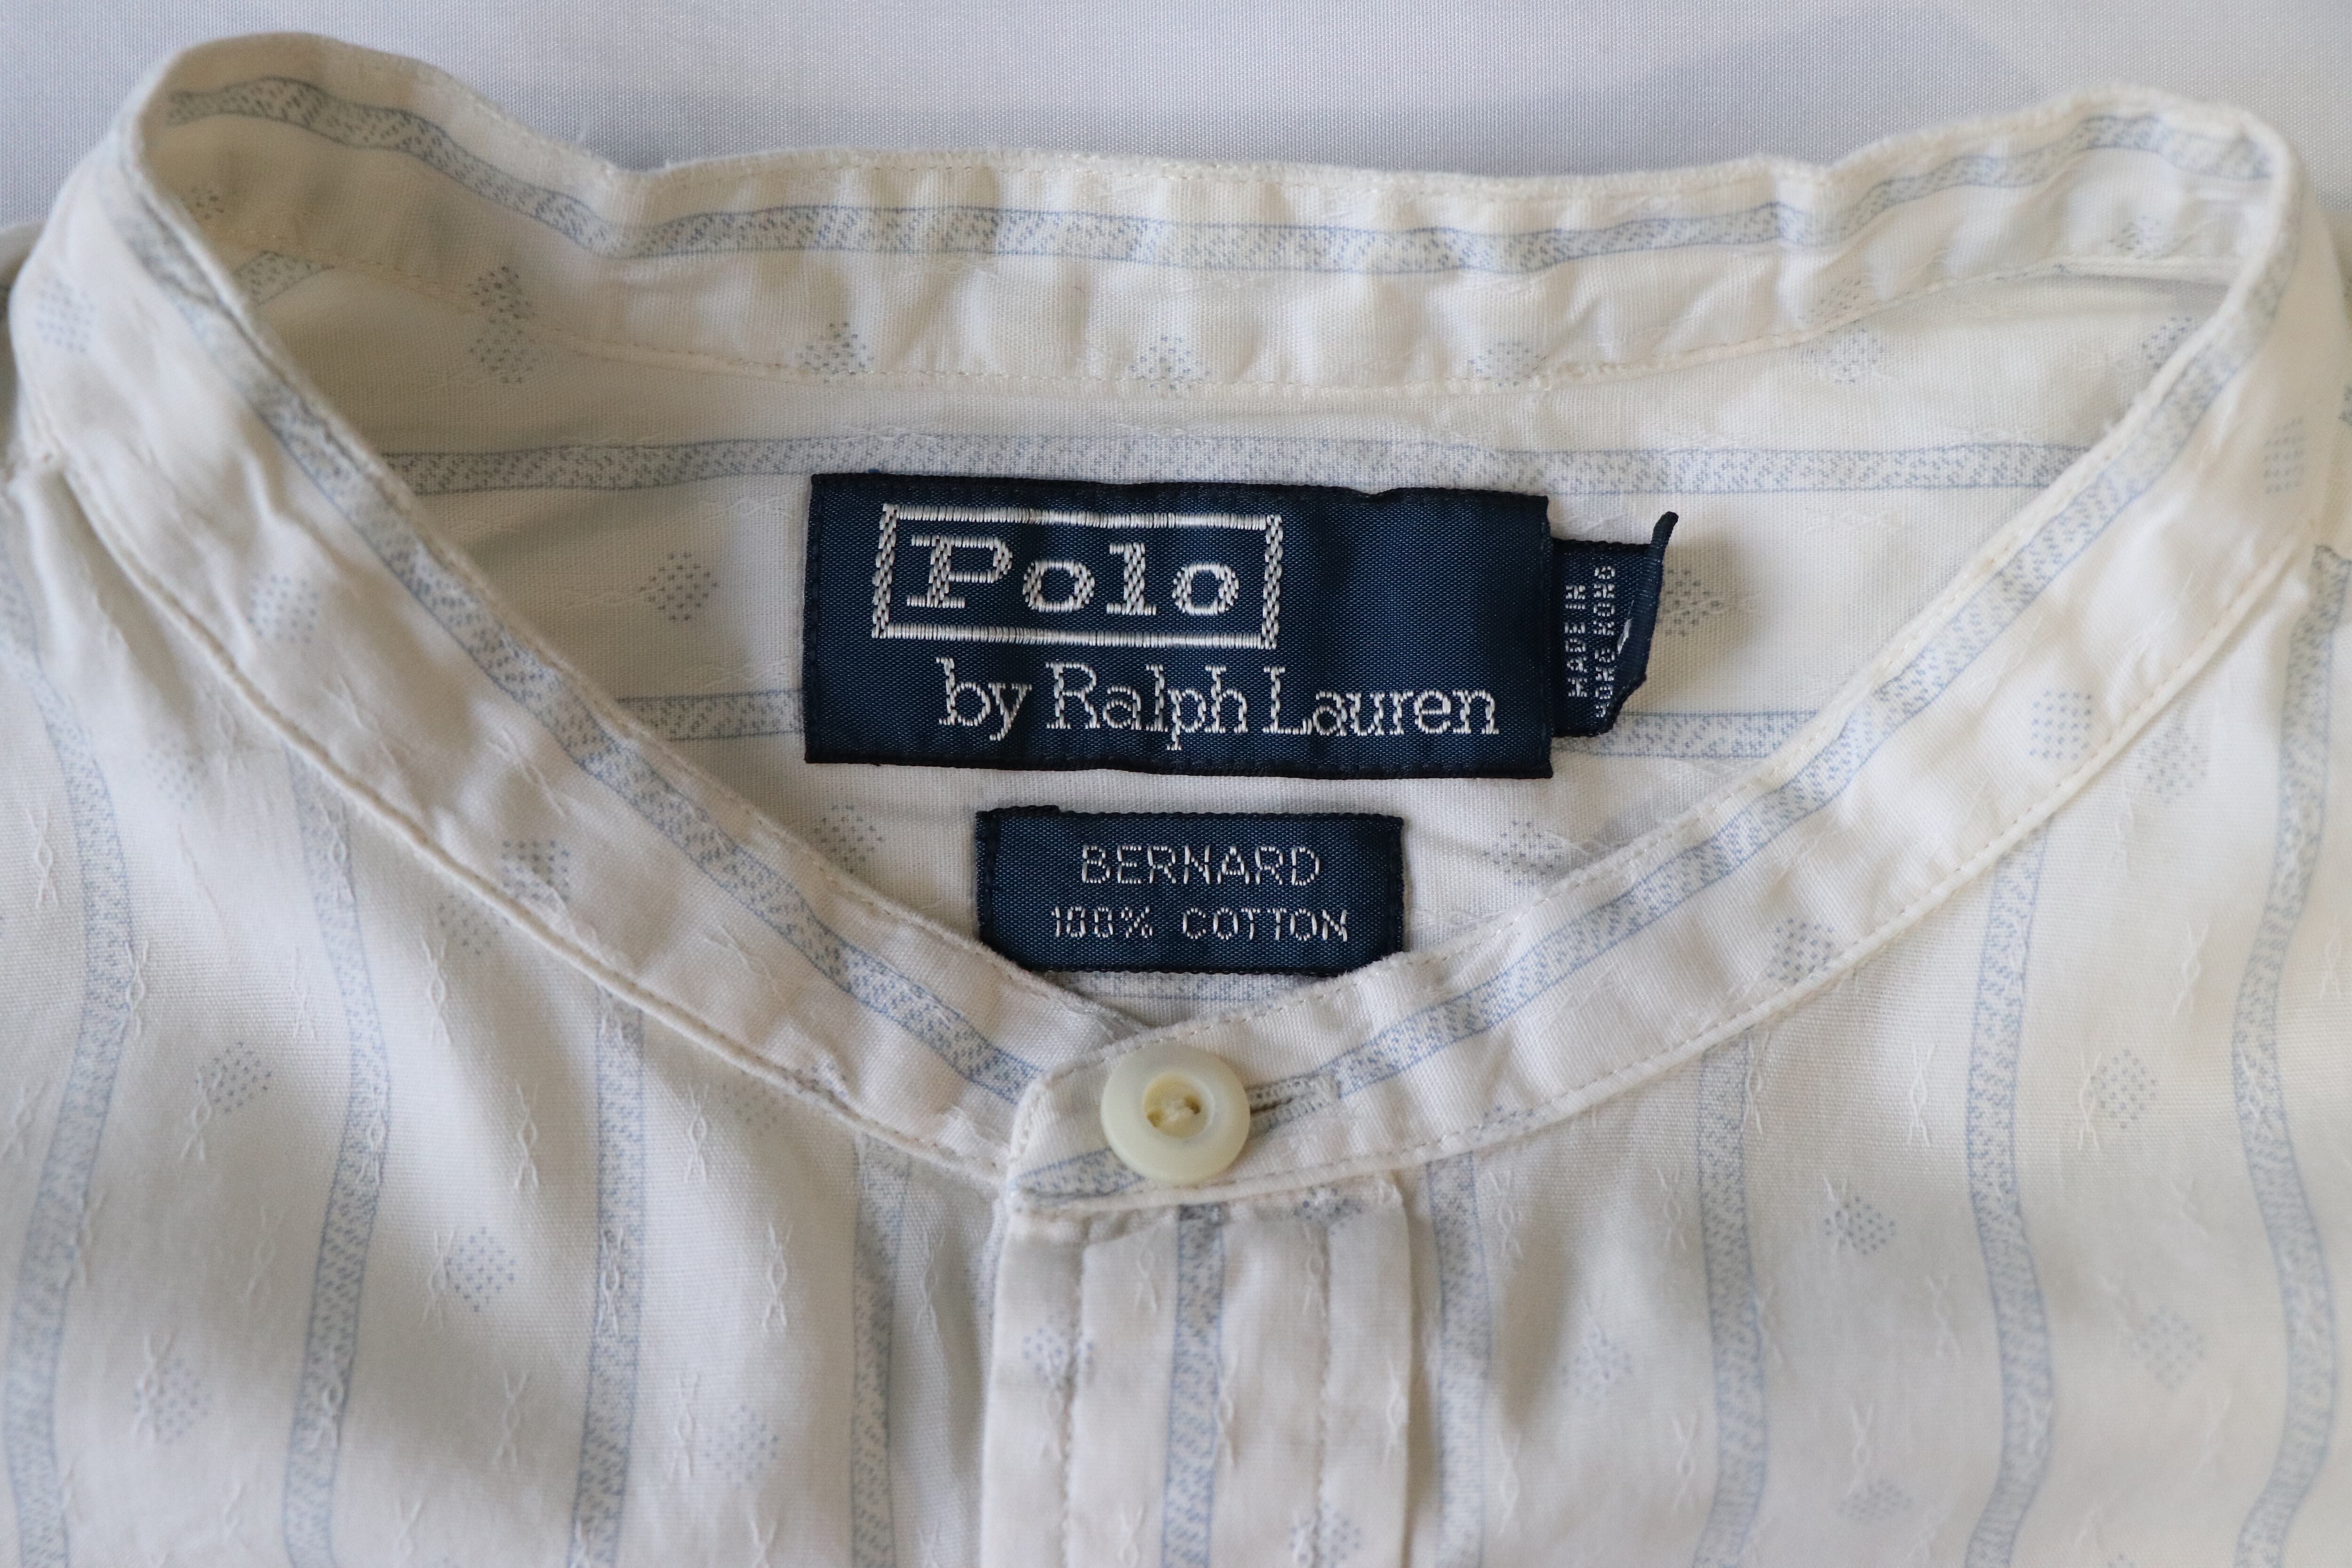 Polo
by Ralph Lauren
MADE IN
HONG KONG
BERNARD
100% COTTON